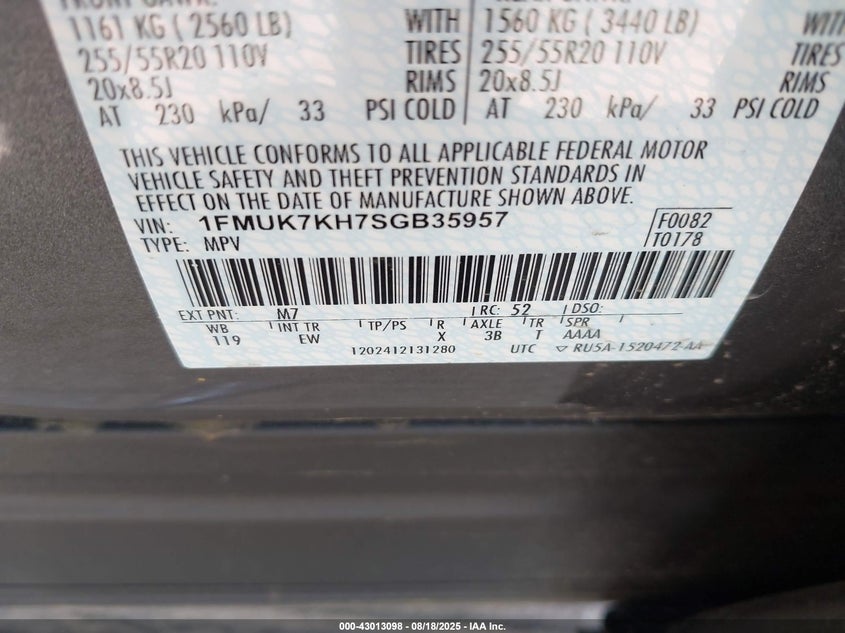 1161 KG ( 2560 LB) WITH 1560 KG ( 3440 LB) WITH
255/55R20 110V TIRES 255/55R20 110V TIRES
20x8.5J RIMS 20x8.5J RIMS
AT 230 kPa/ 33 PSI COLD AT 230 kPa/ 33 PSI COLD
THIS VEHICLE CONFORMS TO ALL APPLICABLE FEDERAL MOTOR
VEHICLE SAFETY AND THEFT PREVENTION STANDARDS IN
EFFECT ON THE DATE OF MANUFACTURE SHOWN ABOVE.
VIN: 1FMUK7KH7SGB35957 F0082
TYPE: MPV T0178
EXT PNT: M7 RC: 52 DSO:
WB INT TR TP/PS R AXLE TR SPR
119 EW X 3B T AAAA
1202412131280 UTC ▽ RU5A-1520472-AA
000-43013098 - 08/18/2025 - IAA Inc.